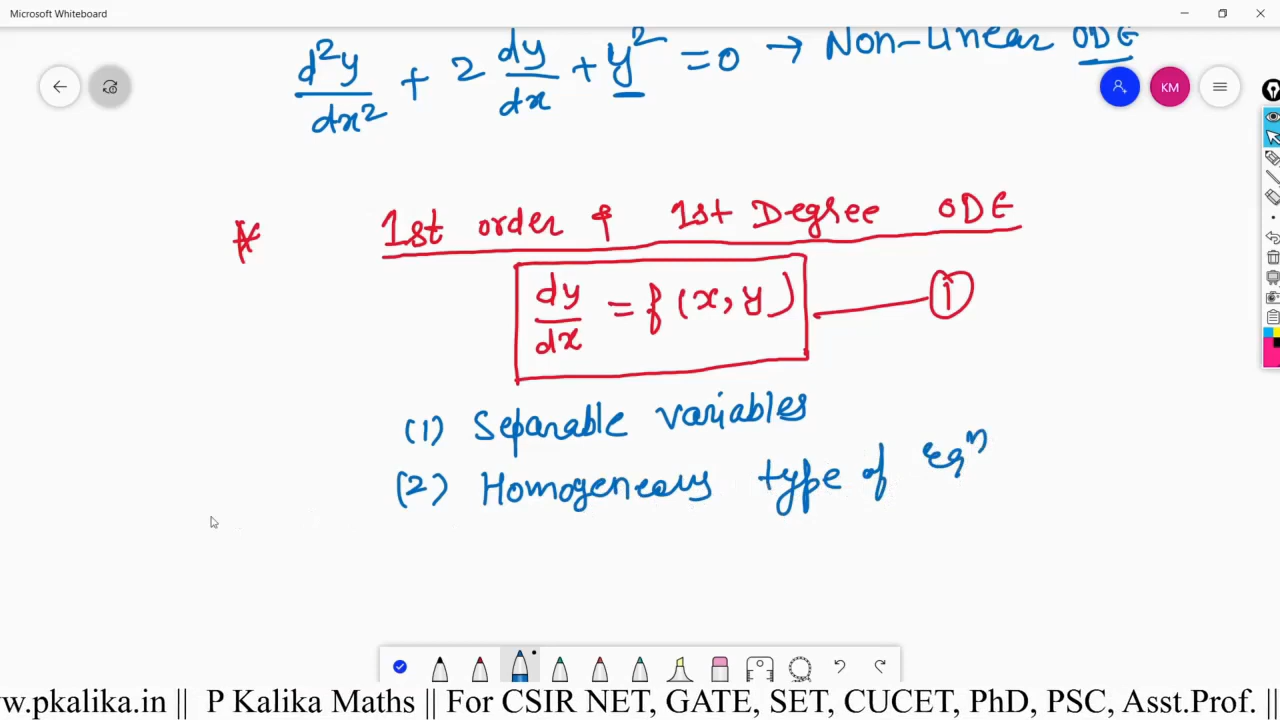 Microsoft Whiteboard
d²y/dx² + 2 dy/dx + y² = 0 → Non-Linear ODE
KM
* 1st order & 1st Degree ODE
dy/dx = f(x, y) — ①
(1) Separable variables
(2) Homogeneous type of Eqⁿ
w.pkalika.in || P Kalika Maths || For CSIR NET, GATE, SET, CUCET, PhD, PSC, Asst.Prof. ||